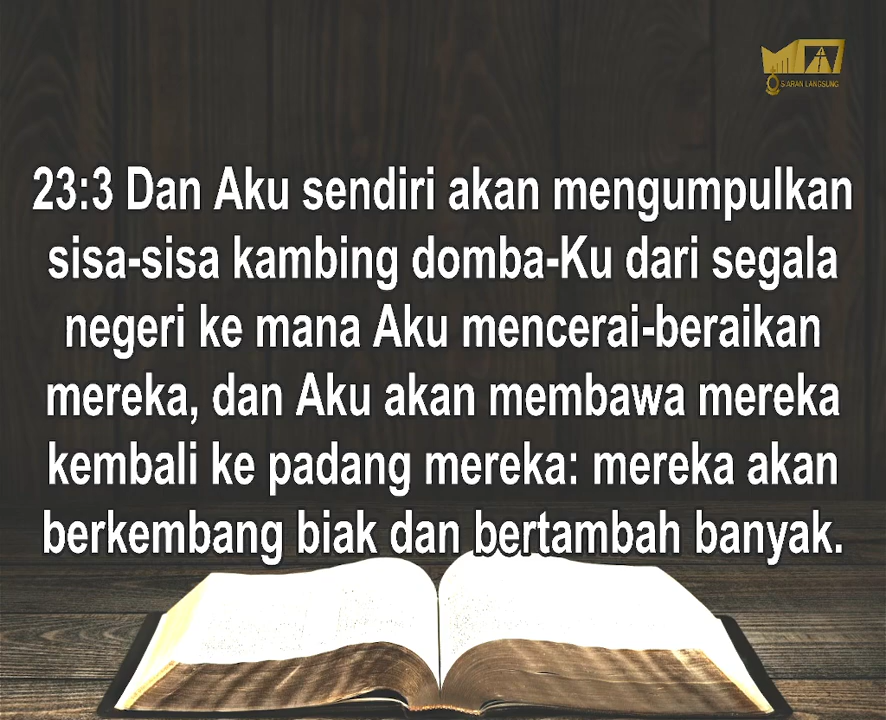 SIARAN LANGSUNG
23:3 Dan Aku sendiri akan mengumpulkan
sisa-sisa kambing domba-Ku dari segala
negeri ke mana Aku mencerai-beraikan
mereka, dan Aku akan membawa mereka
kembali ke padang mereka: mereka akan
berkembang biak dan bertambah banyak.